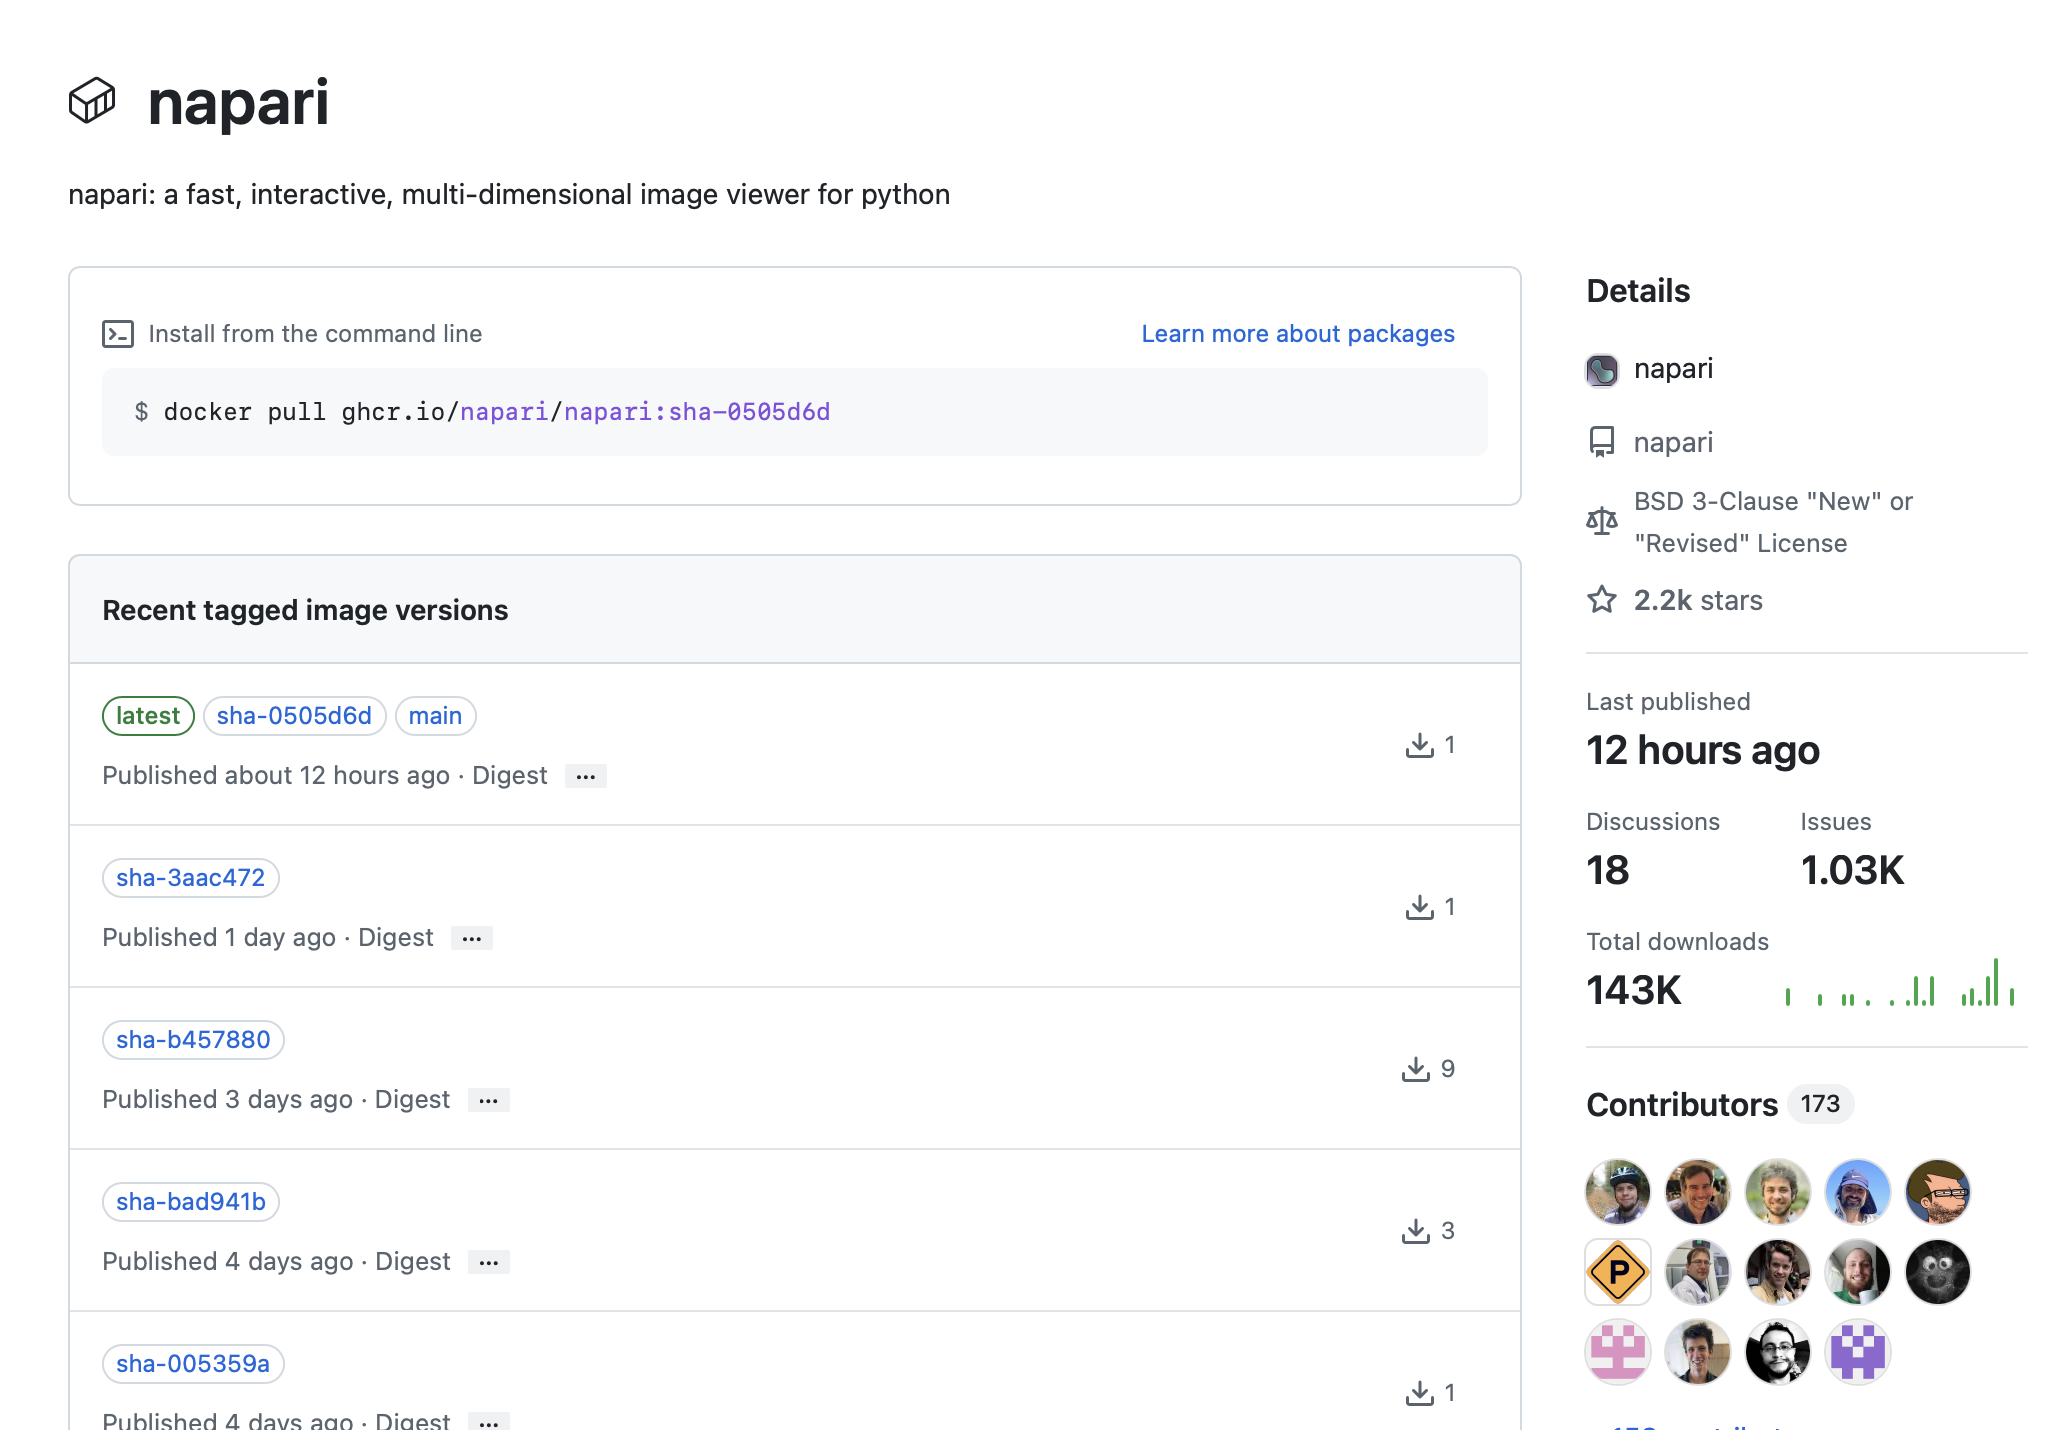 napari
napari: a fast, interactive, multi-dimensional image viewer for python
Install from the command line
Learn more about packages
$ docker pull ghcr.io/napari/napari:sha-0505d6d
Recent tagged image versions
latest sha-0505d6d main
1
Published about 12 hours ago · Digest ...
sha-3aac472
1
Published 1 day ago · Digest ...
sha-b457880
9
Published 3 days ago · Digest ...
sha-bad941b
3
Published 4 days ago · Digest ...
sha-005359a
1
Published 4 days ago · Digest ...
Details
napari
napari
BSD 3-Clause "New" or
"Revised" License
2.2k stars
Last published
12 hours ago
Discussions Issues
18 1.03K
Total downloads
143K
Contributors 173
P